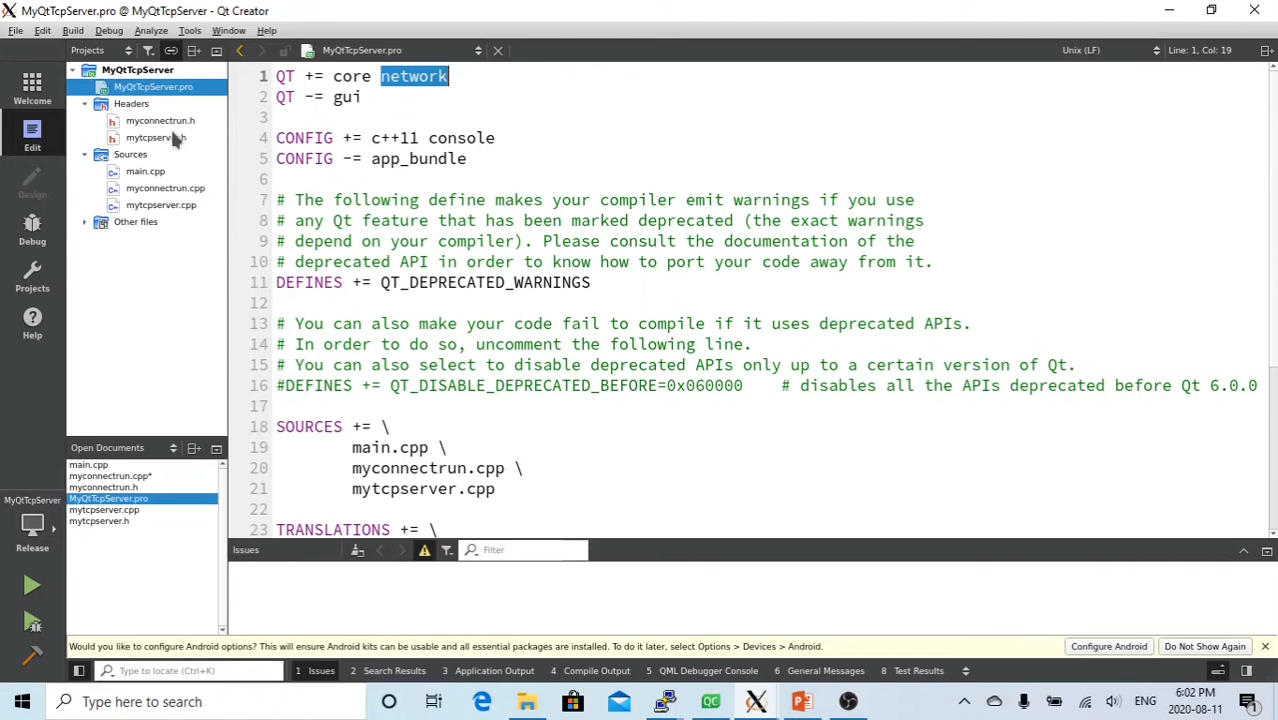 MyQtTcpServer.pro @ MyQtTcpServer - Qt Creator
File Edit Build Debug Analyze Tools Window Help
Projects MyQtTcpServer.pro Unix (LF) Line: 1, Col: 19
Welcome
Edit
Design
Debug
Projects
Help
MyQtTcpServer
Release
MyQtTcpServer
MyQtTcpServer.pro
Headers
myconnectrun.h
Sources
main.cpp
myconnectrun.cpp
mytcpserver.cpp
Other files
Open Documents
main.cpp
myconnectrun.cpp*
myconnectrun.h
MyQtTcpServer.pro
mytcpserver.cpp
mytcpserver.h
1 QT += core network
2 QT -= gui
3
4 CONFIG += c++11 console
5 CONFIG -= app_bundle
6
7 # The following define makes your compiler emit warnings if you use
8 # any Qt feature that has been marked deprecated (the exact warnings
9 # depend on your compiler). Please consult the documentation of the
10 # deprecated API in order to know how to port your code away from it.
11 DEFINES += QT_DEPRECATED_WARNINGS
12
13 # You can also make your code fail to compile if it uses deprecated APIs.
14 # In order to do so, uncomment the following line.
15 # You can also select to disable deprecated APIs only up to a certain version of Qt.
16 #DEFINES += QT_DISABLE_DEPRECATED_BEFORE=0x060000 # disables all the APIs deprecated before Qt 6.0.0
17
18 SOURCES += \
19 main.cpp \
20 myconnectrun.cpp \
21 mytcpserver.cpp
22
23 TRANSLATIONS += \
Issues Filter
Would you like to configure Android options? This will ensure Android kits can be usable and all essential packages are installed. To do it later, select Options > Devices > Android. Configure Android Do Not Show Again
Type to locate (Ctrl+K) 1 Issues 2 Search Results 3 Application Output 4 Compile Output 5 QML Debugger Console 6 General Messages 8 Test Results
Type here to search ENG 6:02 PM
2020-08-11